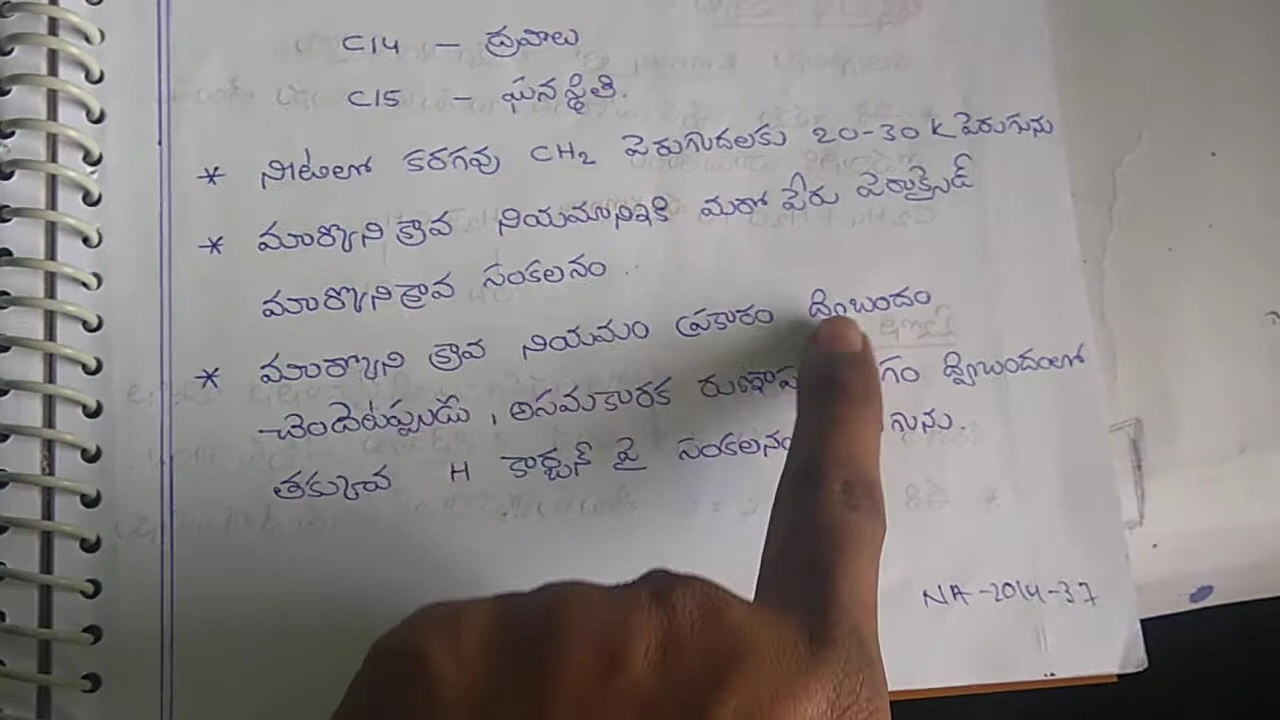 C14 - ద్రవాలు
C15 - ఘనస్థితి.
* నీటిలో కరగవు CH2 పెరుగుదలకు 20-30K పెరుగును
* మార్కోని కౌవ నియమానికి మరో పేరు పెరాక్సైడ్
మార్కోనికౌవ సంకలనం
* మార్కోని కౌవ నియమం ప్రకారం ద్విబందం
చెందేటప్పుడు, అసమకారక ద్విబందంలో
తక్కువ H కార్బన్ పై సంకలనం
NA-2014-37